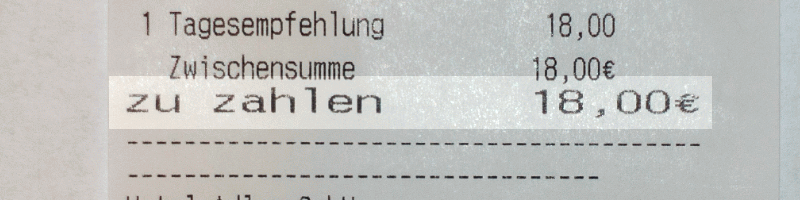 1 Tagesempfehlung 18,00
Zwischensumme 18,00€
zu zahlen 18,00€
----------------------------------------
---------------------------------